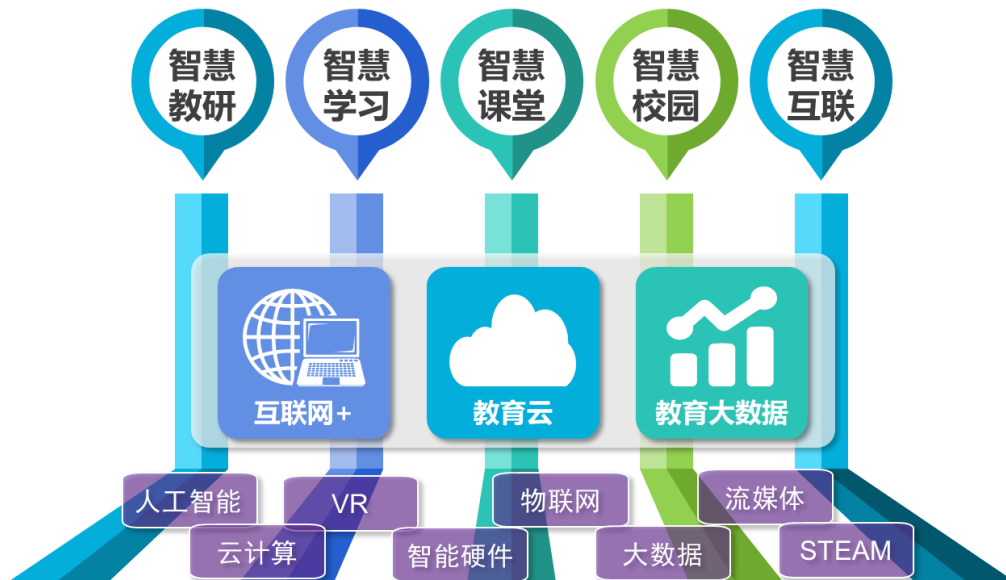 智慧
教研
智慧
学习
智慧
课堂
智慧
校园
智慧
互联
互联网+
教育云
教育大数据
人工智能
VR
物联网
流媒体
云计算
智能硬件
大数据
STEAM